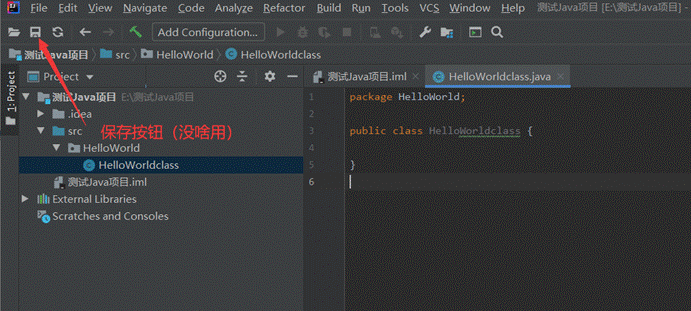 File Edit View Navigate Code Analyze Refactor Build Run Tools VCS Window Help 测试Java项目 [E:\测试Java项目] -
Add Configuration...
测试Java项目 src HelloWorld HelloWorldclass
1: Project
Project
测试Java项目 E:\测试Java项目
.idea
src
HelloWorld
HelloWorldclass
测试Java项目.iml
External Libraries
Scratches and Consoles
保存按钮（没啥用）
测试Java项目.iml HelloWorldclass.java
1 package HelloWorld;
2
3 public class HelloWorldclass {
4
5 }
6